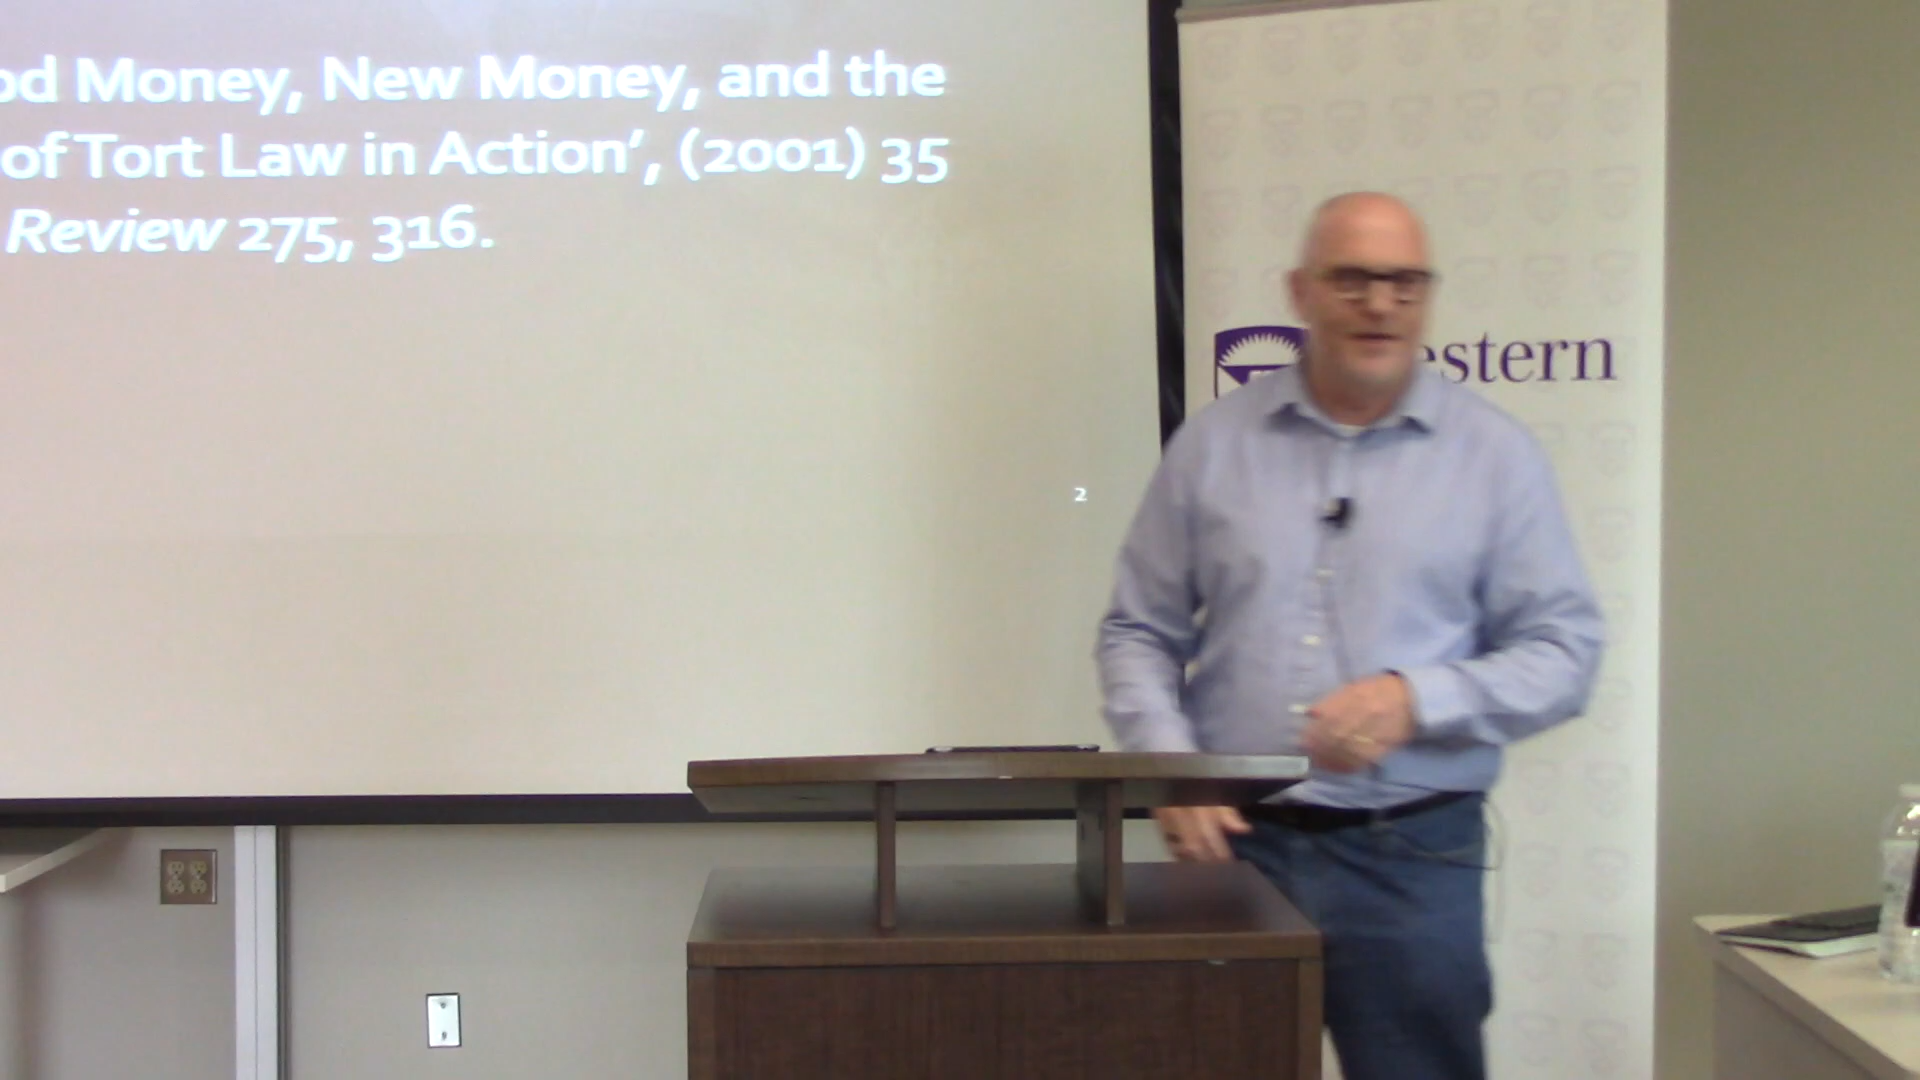 od Money, New Money, and the
of Tort Law in Action’, (2001) 35
Review 275, 316.
2
estern